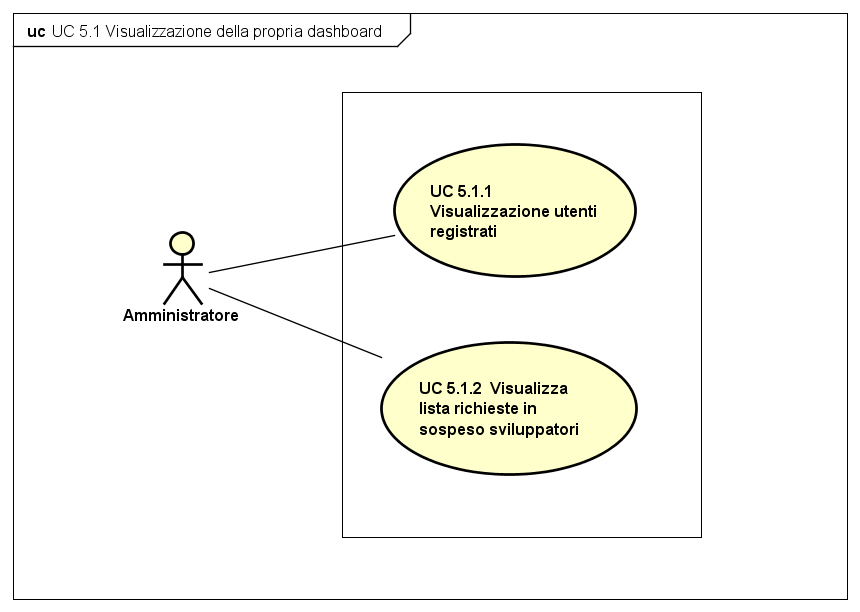 uc UC 5.1 Visualizzazione della propria dashboard
UC 5.1.1
Visualizzazione utenti
registrati
Amministratore
UC 5.1.2 Visualizza
lista richieste in
sospeso sviluppatori